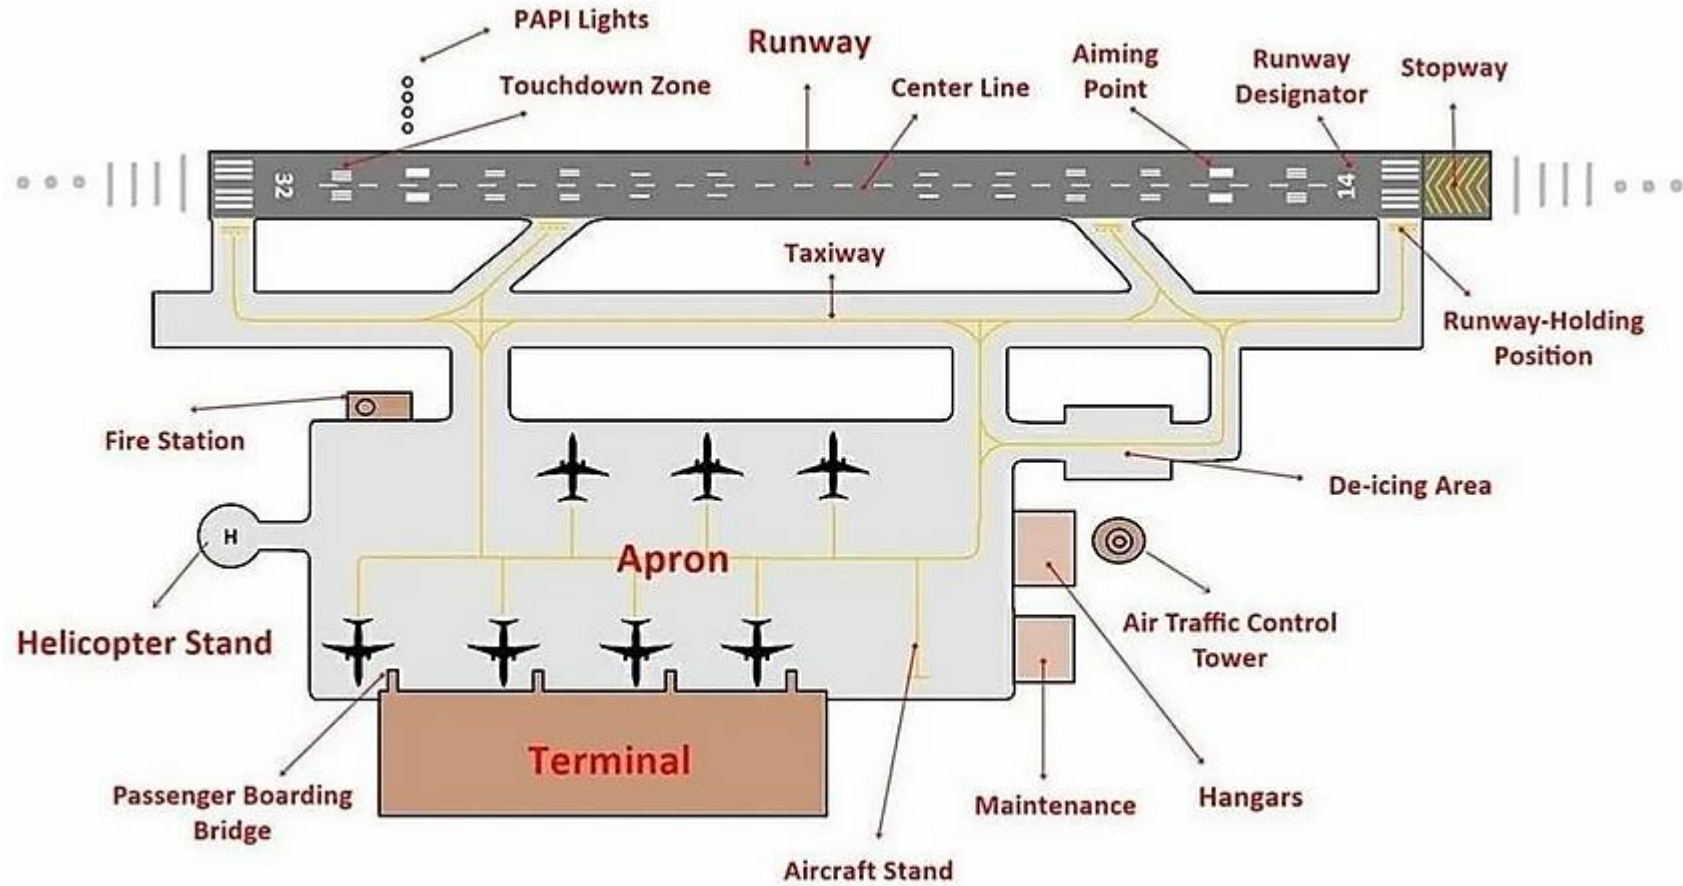 PAPI Lights
Runway
Touchdown Zone
Center Line
Aiming
Point
Runway
Designator
Stopway
32
14
Taxiway
Runway-Holding
Position
Fire Station
De-icing Area
H
Apron
Helicopter Stand
Air Traffic Control
Tower
Terminal
Passenger Boarding
Bridge
Maintenance
Hangars
Aircraft Stand